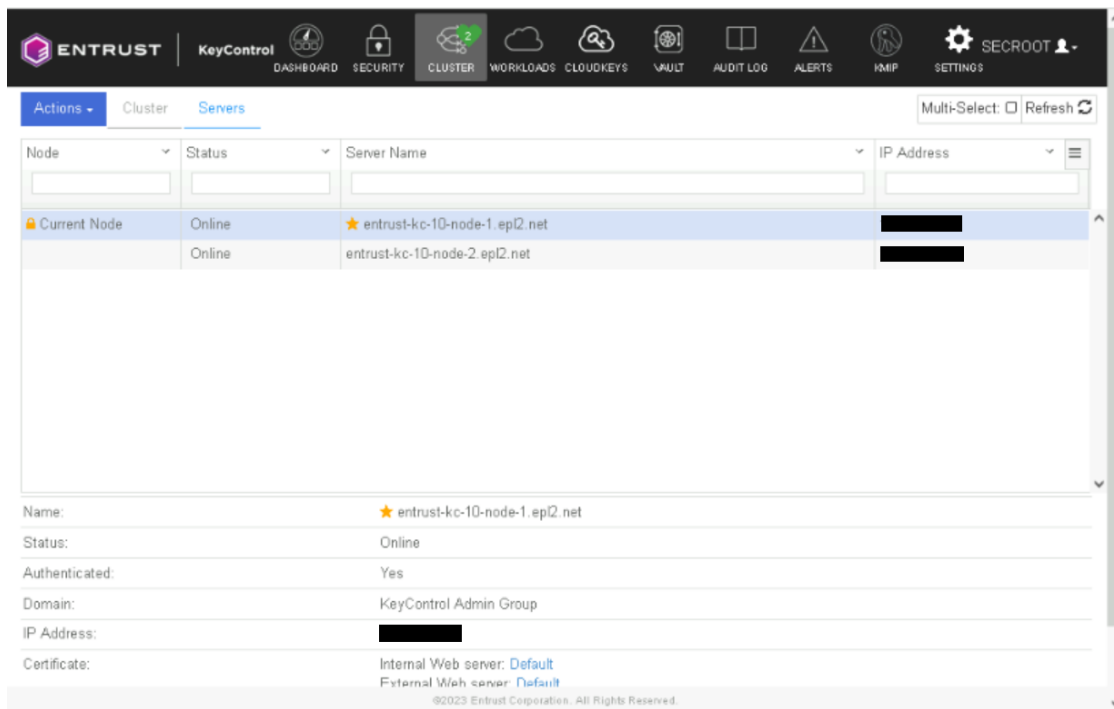 ENTRUST KeyControl DASHBOARD SECURITY CLUSTER 2 WORKLOADS CLOUDKEYS VAULT AUDIT LOG ALERTS KMIP SETTINGS SECROOT
Actions Cluster Servers Multi-Select: Refresh
Node Status Server Name IP Address
Current Node Online entrust-kc-10-node-1.epl2.net
Online entrust-kc-10-node-2.epl2.net
Name: entrust-kc-10-node-1.epl2.net
Status: Online
Authenticated: Yes
Domain: KeyControl Admin Group
IP Address:
Certificate: Internal Web server: Default
External Web server: Default
©2023 Entrust Corporation. All Rights Reserved.